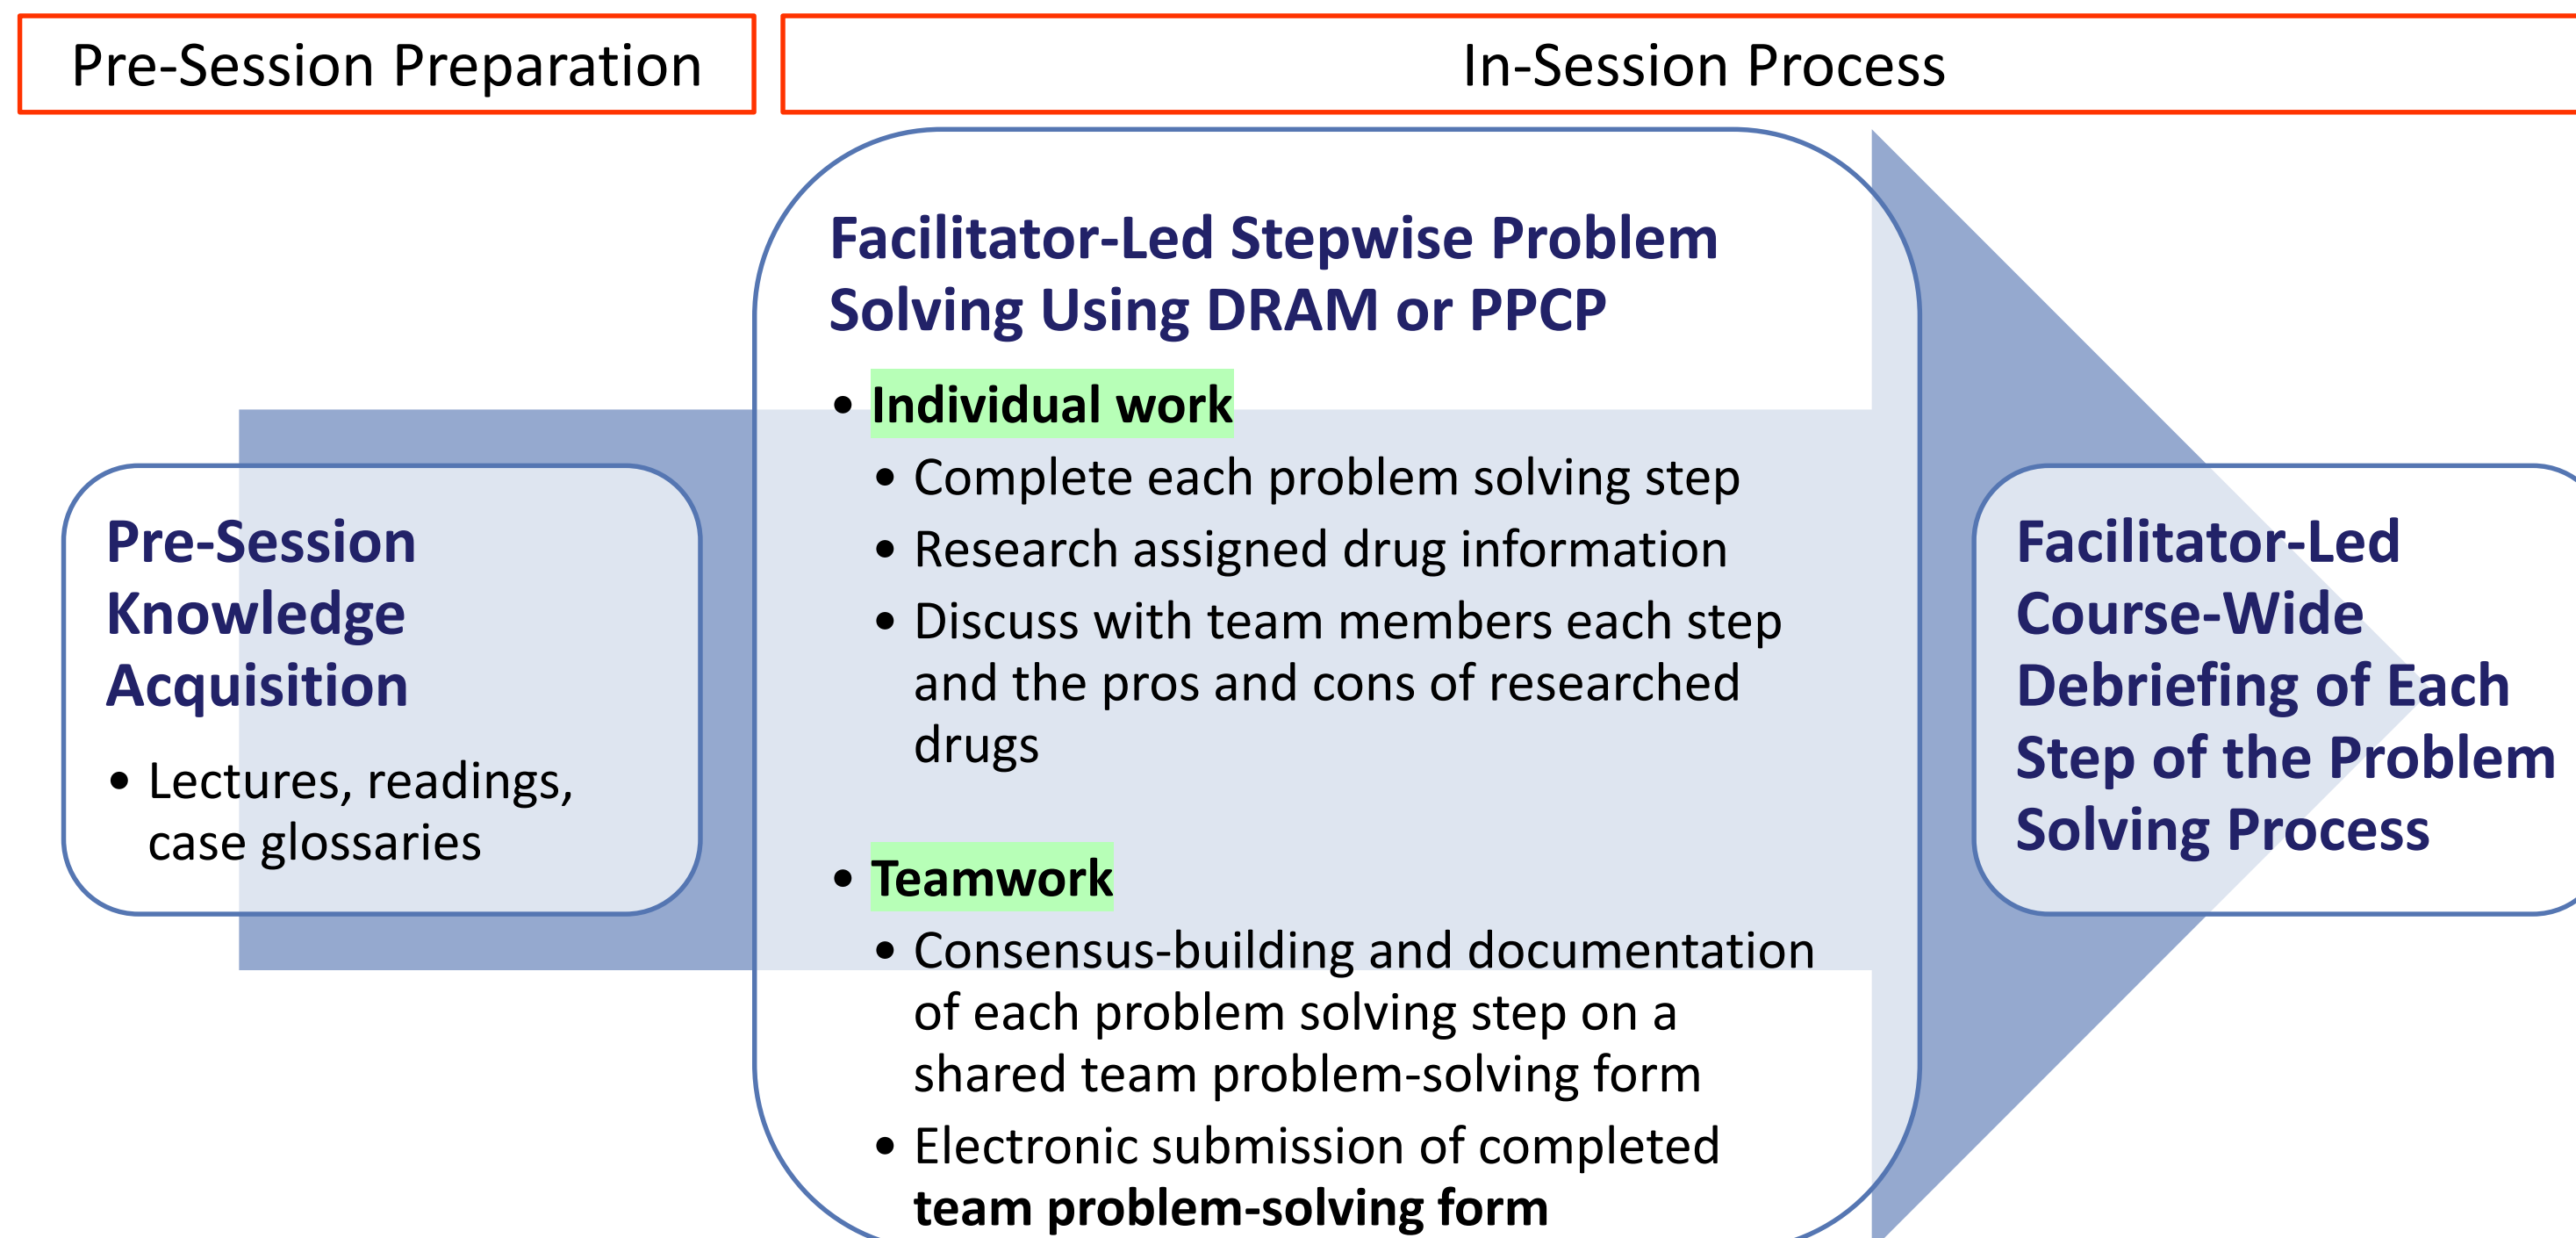 Pre-Session Preparation
In-Session Process
Pre-Session
Knowledge
Acquisition
• Lectures, readings,
case glossaries
Facilitator-Led Stepwise Problem
Solving Using DRAM or PPCP
• Individual work
• Complete each problem solving step
• Research assigned drug information
• Discuss with team members each step
and the pros and cons of researched
drugs
• Teamwork
• Consensus-building and documentation
of each problem solving step on a
shared team problem-solving form
• Electronic submission of completed
team problem-solving form
Facilitator-Led
Course-Wide
Debriefing of Each
Step of the Problem
Solving Process